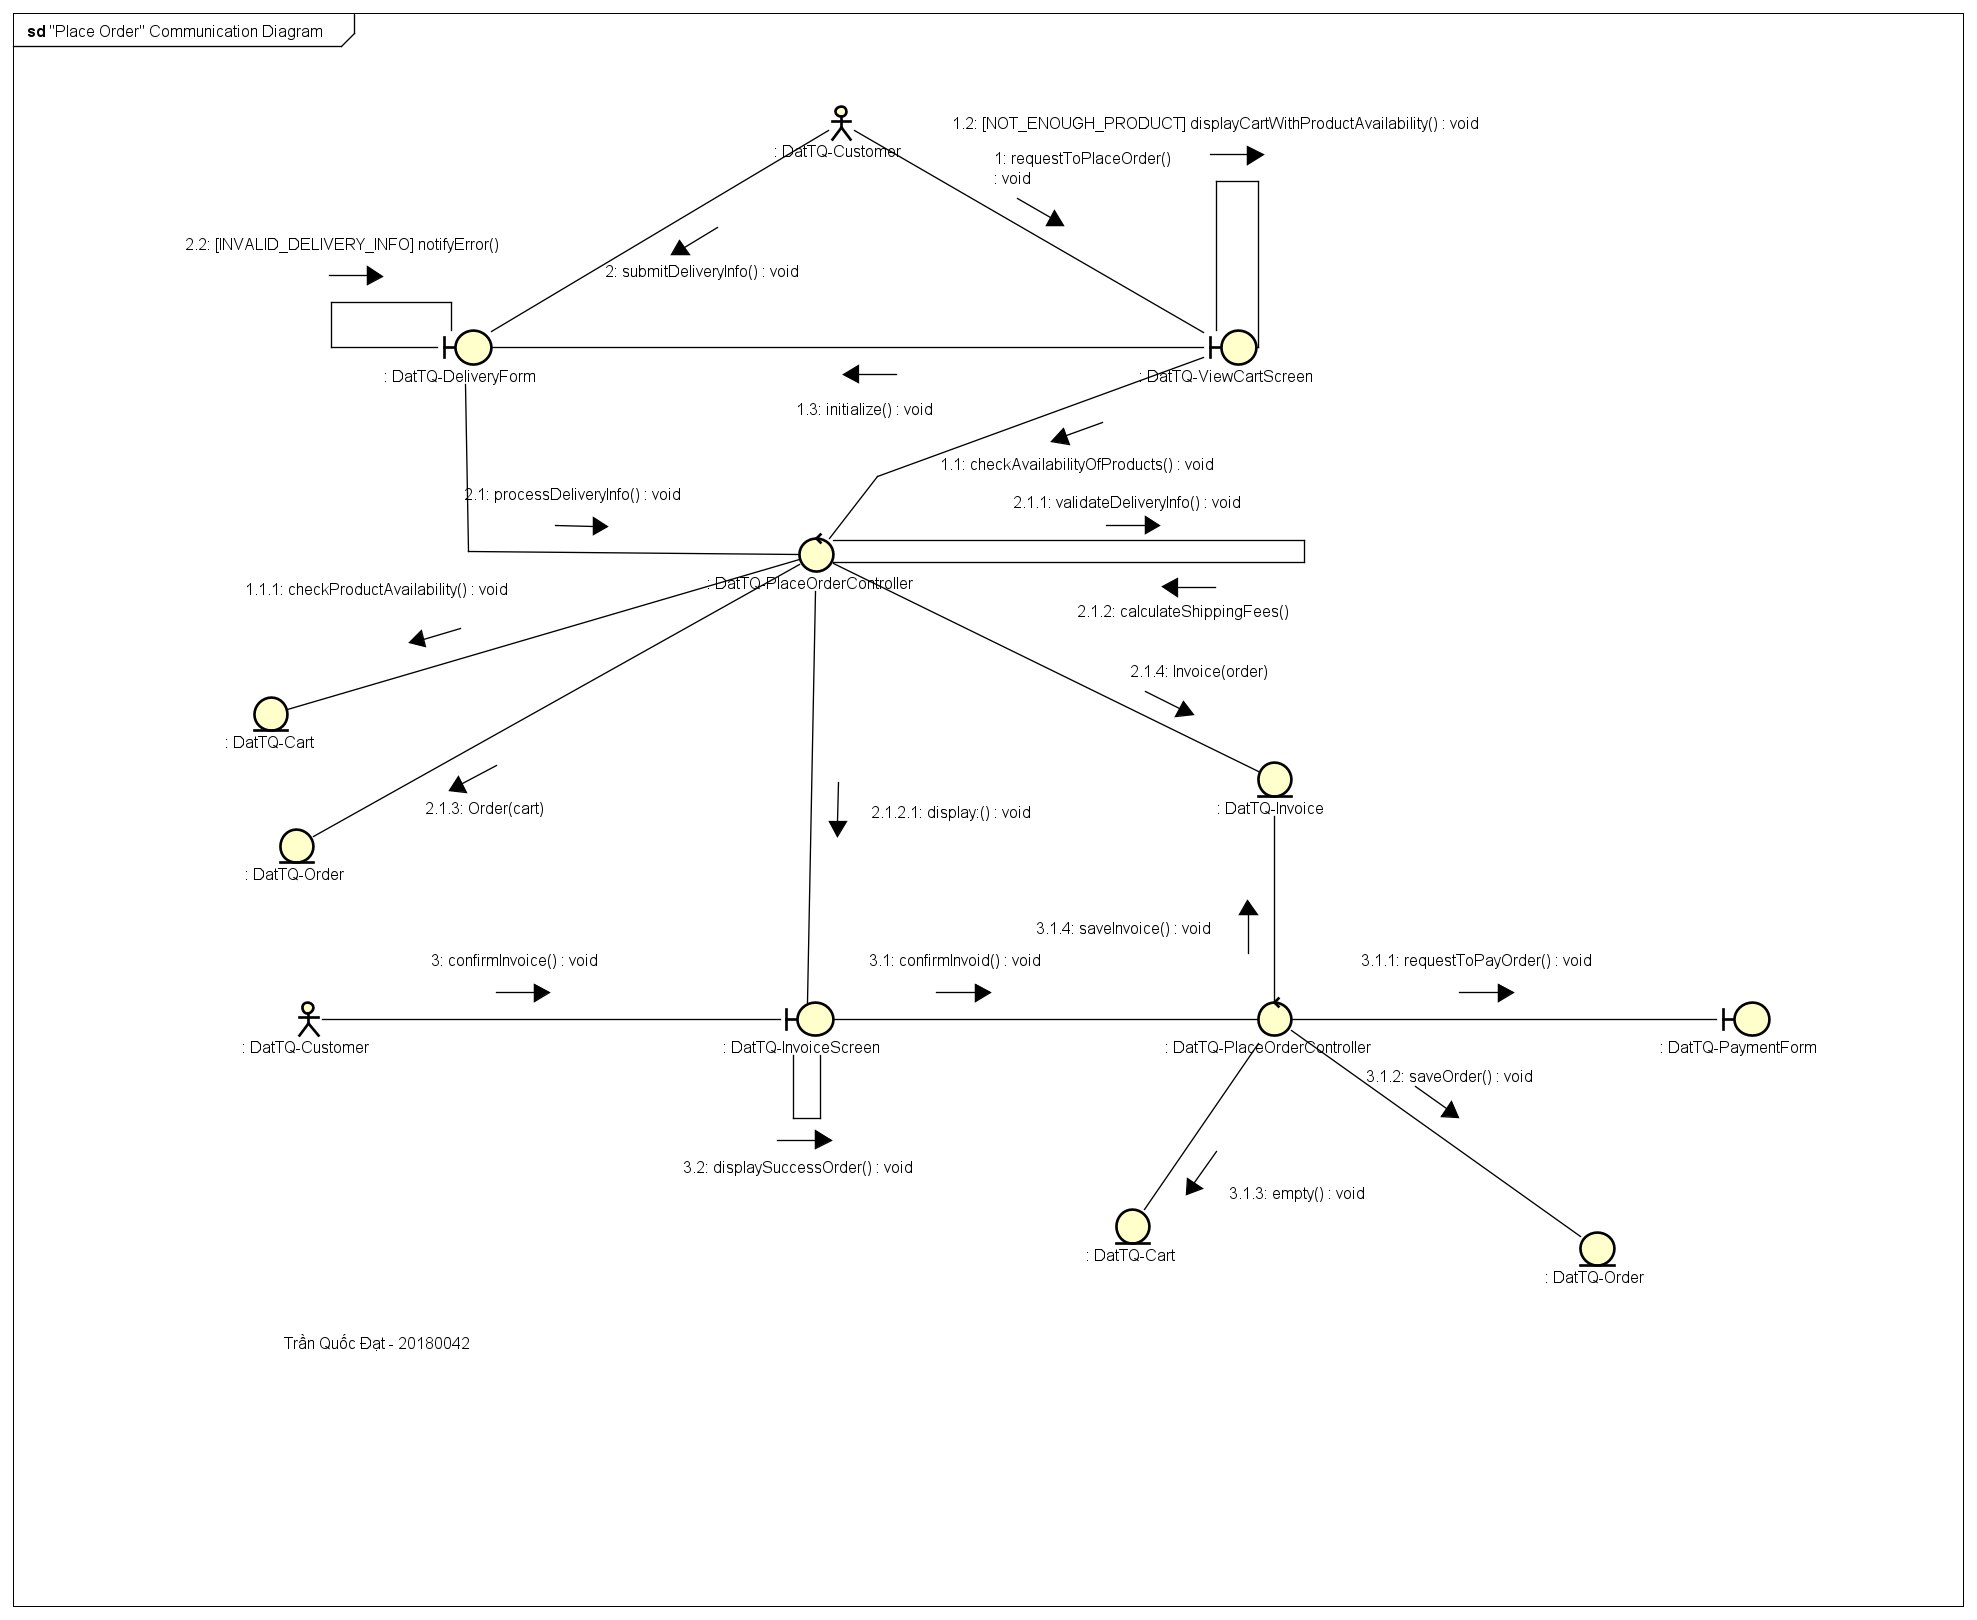 sd "Place Order" Communication Diagram
1.2: [NOT_ENOUGH_PRODUCT] displayCartWithProductAvailability() : void
: DatTQ-Customer
1: requestToPlaceOrder()
: void
2.2: [INVALID_DELIVERY_INFO] notifyError()
2: submitDeliveryInfo() : void
: DatTQ-DeliveryForm
: DatTQ-ViewCartScreen
1.3: initialize() : void
1.1: checkAvailabilityOfProducts() : void
2.1: processDeliveryInfo() : void
2.1.1: validateDeliveryInfo() : void
1.1.1: checkProductAvailability() : void
: DatTQ-PlaceOrderController
2.1.2: calculateShippingFees()
2.1.4: Invoice(order)
: DatTQ-Cart
2.1.3: Order(cart)
2.1.2.1: display:() : void
: DatTQ-Invoice
: DatTQ-Order
3.1.4: saveInvoice() : void
3: confirmInvoice() : void
3.1: confirmInvoid() : void
3.1.1: requestToPayOrder() : void
: DatTQ-Customer
: DatTQ-InvoiceScreen
: DatTQ-PlaceOrderController
: DatTQ-PaymentForm
3.1.2: saveOrder() : void
3.2: displaySuccessOrder() : void
3.1.3: empty() : void
: DatTQ-Cart
: DatTQ-Order
Trần Quốc Đạt - 20180042